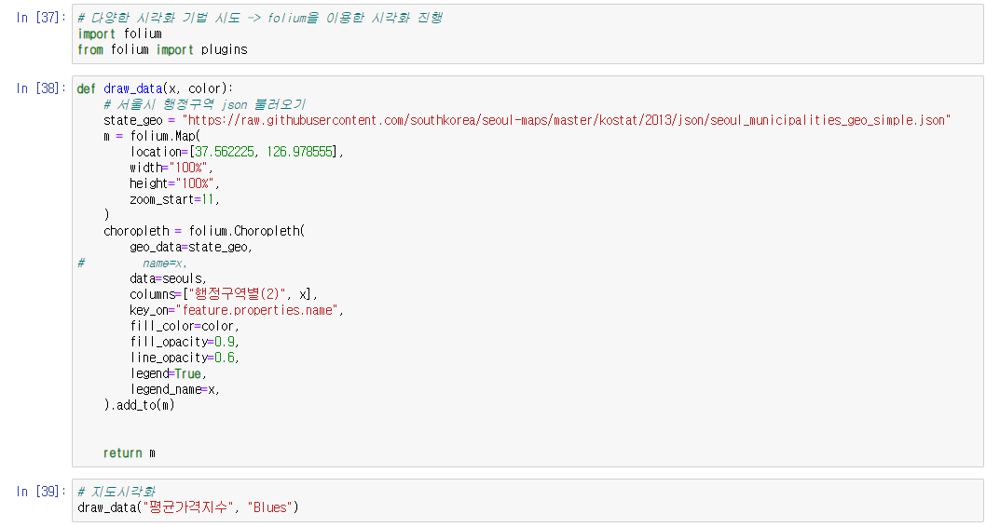 In [37]: # 다양한 시각화 기법 시도 -> folium을 이용한 시각화 진행
import folium
from folium import plugins
In [38]: def draw_data(x, color):
# 서울시 행정구역 json 불러오기
state_geo = "https://raw.githubusercontent.com/southkorea/seoul-maps/master/kostat/2013/json/seoul_municipalities_geo_simple.json"
m = folium.Map(
location=[37.562225, 126.978555],
width="100%",
height="100%",
zoom_start=11,
)
choropleth = folium.Choropleth(
geo_data=state_geo,
# name=x,
data=seouls,
columns=["행정구역별(2)", x],
key_on="feature.properties.name",
fill_color=color,
fill_opacity=0.9,
line_opacity=0.6,
legend=True,
legend_name=x,
).add_to(m)
return m
In [39]: # 지도시각화
draw_data("평균가격지수", "Blues")